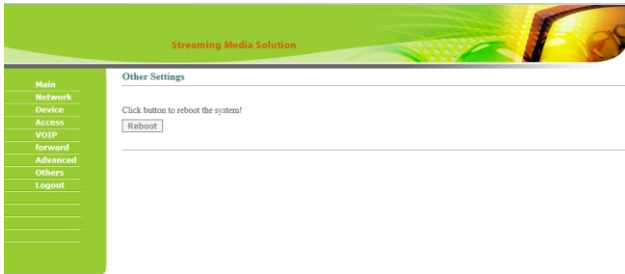 Streaming Media Solution
Main
Network
Device
Access
VOIP
forward
Advanced
Others
Logout
Other Settings
Click button to reboot the system!
Reboot